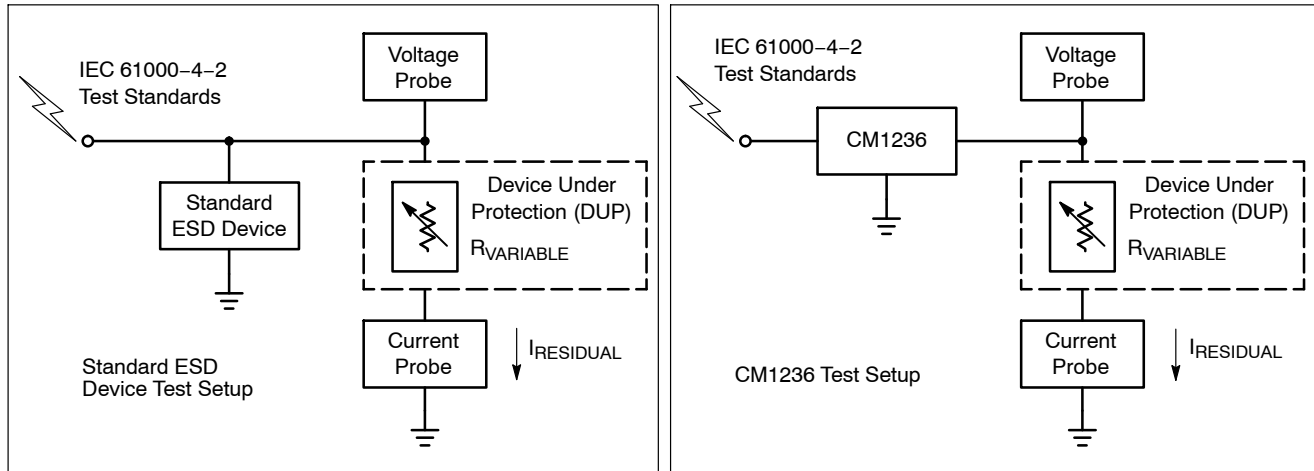 IEC 61000−4−2
Test Standards
Voltage
Probe
Standard
ESD Device
Device Under
Protection (DUP)
RVARIABLE
Current
Probe
IRESIDUAL
Standard ESD
Device Test Setup
IEC 61000−4−2
Test Standards
Voltage
Probe
CM1236
Device Under
Protection (DUP)
RVARIABLE
Current
Probe
IRESIDUAL
CM1236 Test Setup